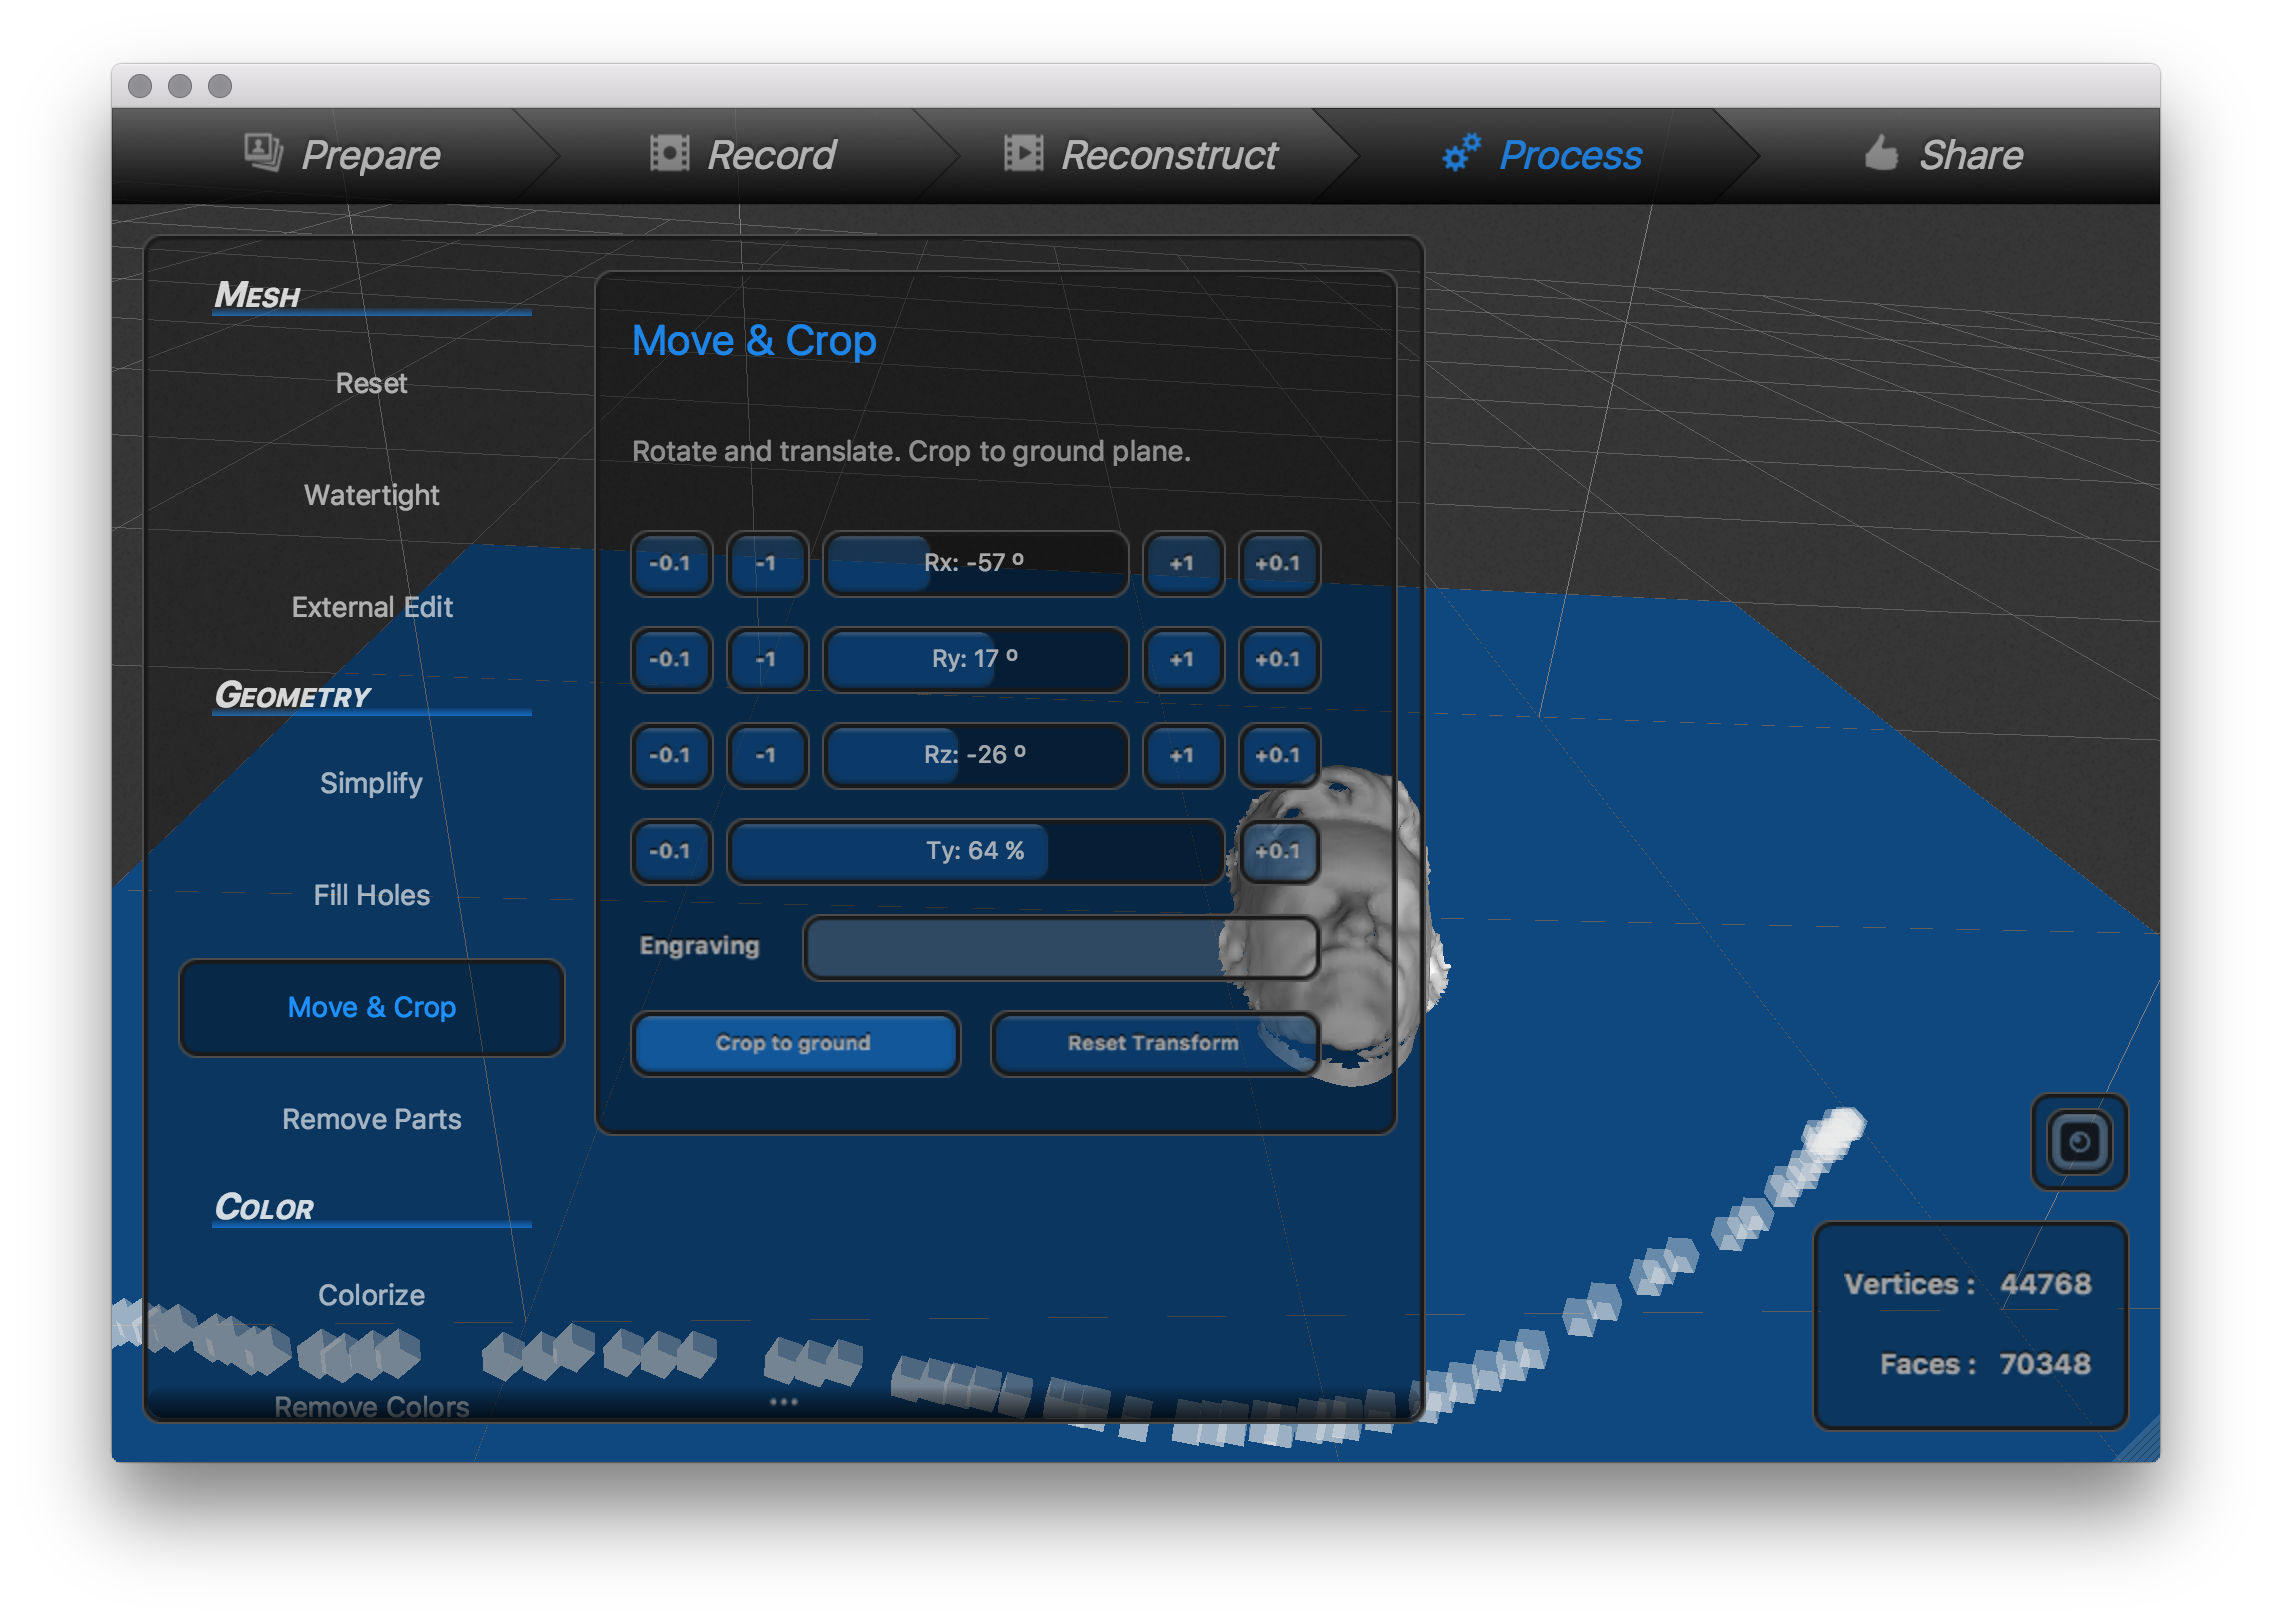 Prepare
Record
Reconstruct
Process
Share
MESH
Reset
Watertight
External Edit
GEOMETRY
Simplify
Fill Holes
Move & Crop
Remove Parts
COLOR
Colorize
Remove Colors
Move & Crop
Rotate and translate. Crop to ground plane.
-0.1 -1 Rx: -57 º +1 +0.1
-0.1 -1 Ry: 17 º +1 +0.1
-0.1 -1 Rz: -26 º +1 +0.1
-0.1 Ty: 64 % +0.1
Engraving
Crop to ground Reset Transform
...
Vertices : 44768
Faces : 70348